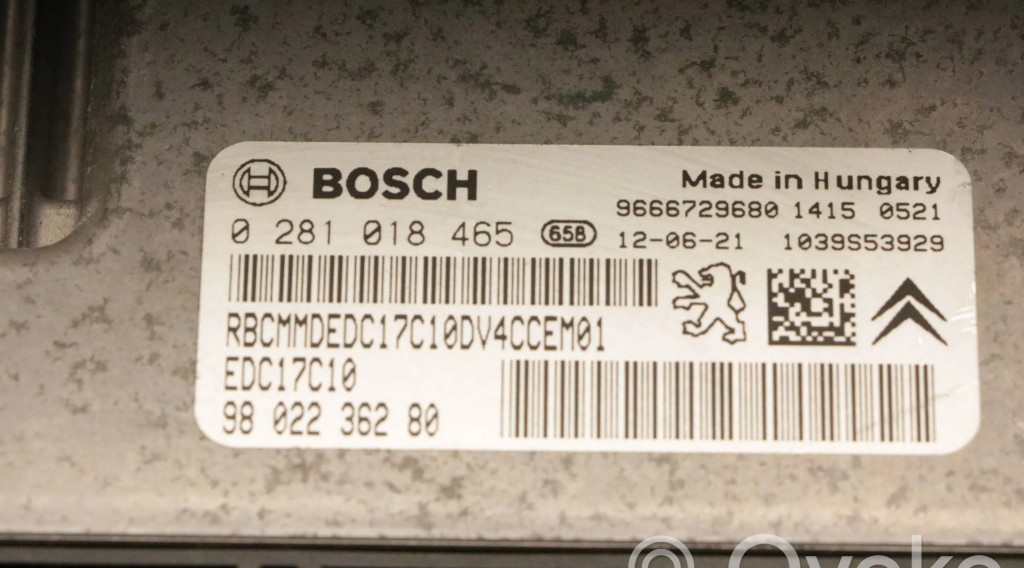 BOSCH Made in Hungary
9666729680 1415 0521
0 281 018 465 658 12-06-21 1039S53929
RBCMMDEDC17C10DV4CCEM01
EDC17C10
98 022 362 80
©